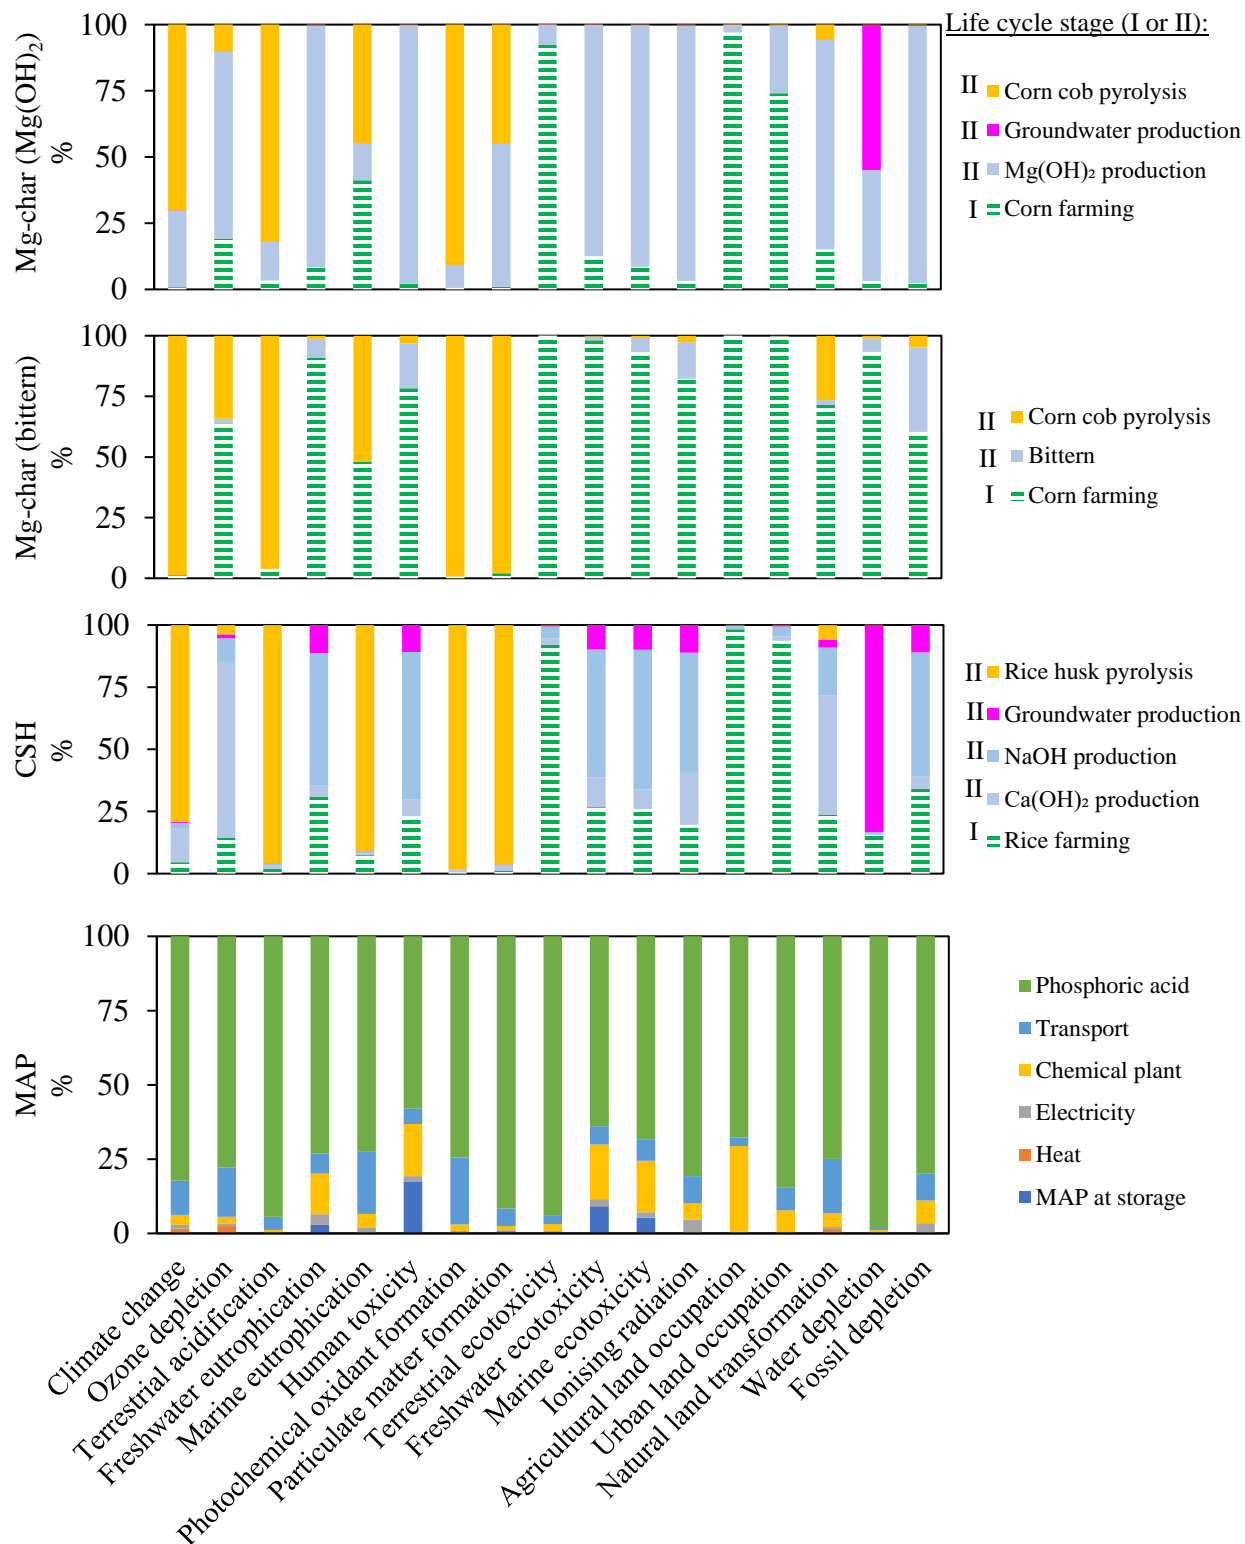 Life cycle stage (I or II):
Mg-char (Mg(OH)₂)
%
100
75
50
25
0
II Corn cob pyrolysis
II Groundwater production
II Mg(OH)₂ production
I Corn farming
Mg-char (bittern)
%
100
75
50
25
0
II Corn cob pyrolysis
II Bittern
I Corn farming
CSH
%
100
75
50
25
0
II Rice husk pyrolysis
II Groundwater production
II NaOH production
II Ca(OH)₂ production
I Rice farming
MAP
%
100
75
50
25
0
Phosphoric acid
Transport
Chemical plant
Electricity
Heat
MAP at storage
Climate change
Ozone depletion
Terrestrial acidification
Freshwater eutrophication
Marine eutrophication
Human toxicity
Photochemical oxidant formation
Particulate matter formation
Terrestrial ecotoxicity
Freshwater ecotoxicity
Marine ecotoxicity
Ionising radiation
Agricultural land occupation
Urban land occupation
Natural land transformation
Water depletion
Fossil depletion